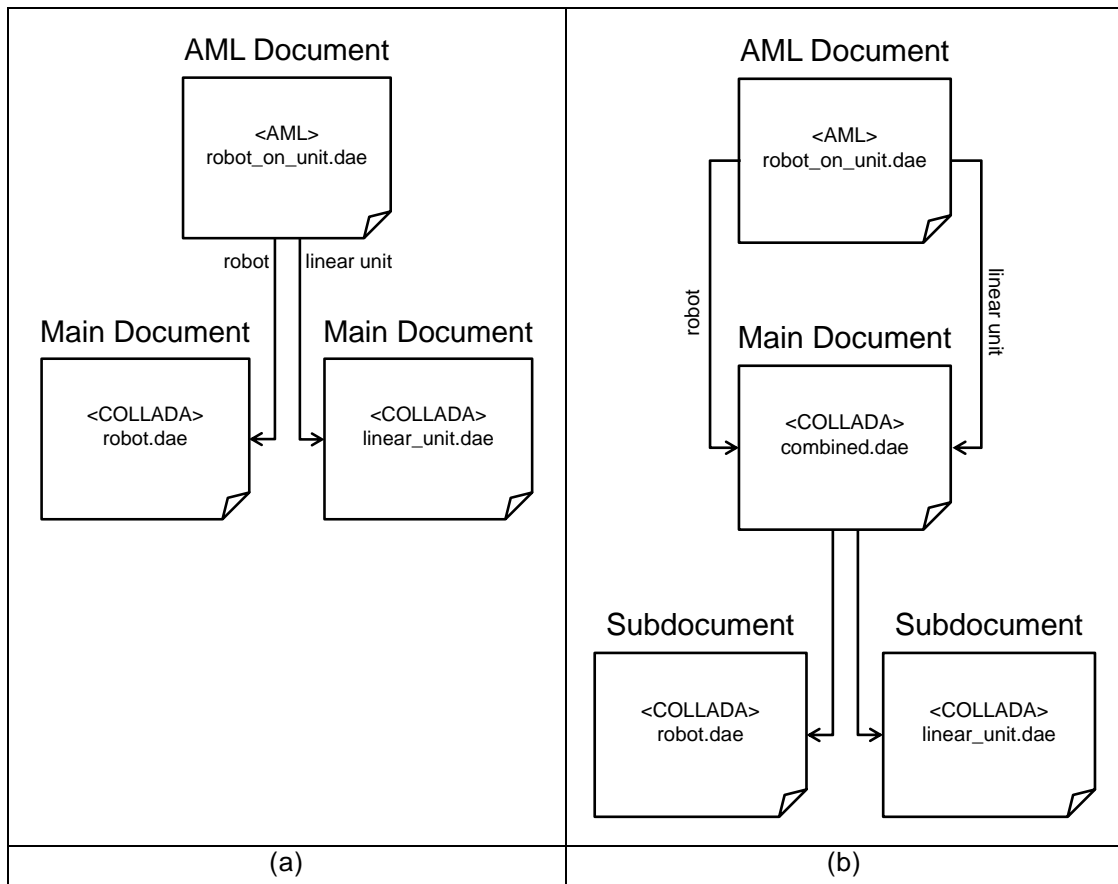 AML Document
<AML>
robot_on_unit.dae
robot
linear unit
Main Document
Main Document
<COLLADA>
robot.dae
<COLLADA>
linear_unit.dae
(a)
AML Document
<AML>
robot_on_unit.dae
robot
linear unit
Main Document
<COLLADA>
combined.dae
Subdocument
Subdocument
<COLLADA>
robot.dae
<COLLADA>
linear_unit.dae
(b)